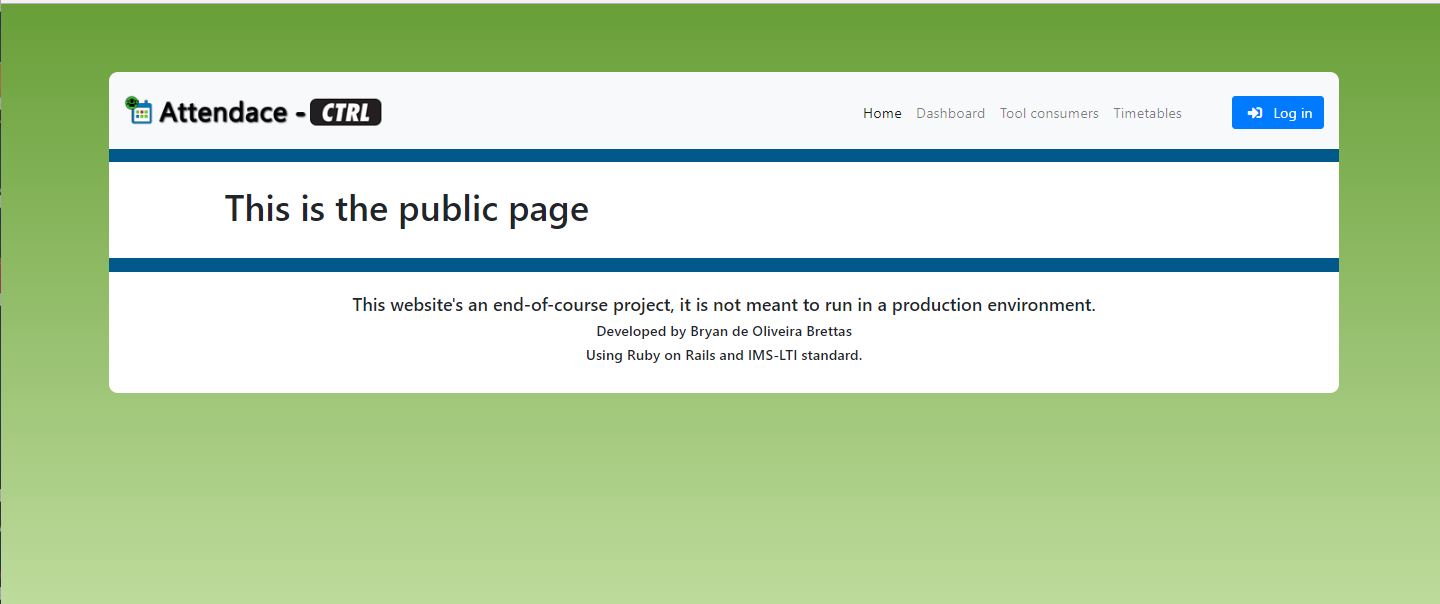 Attendace - CTRL
Home Dashboard Tool consumers Timetables Log in
This is the public page
This website's an end-of-course project, it is not meant to run in a production environment.
Developed by Bryan de Oliveira Brettas
Using Ruby on Rails and IMS-LTI standard.